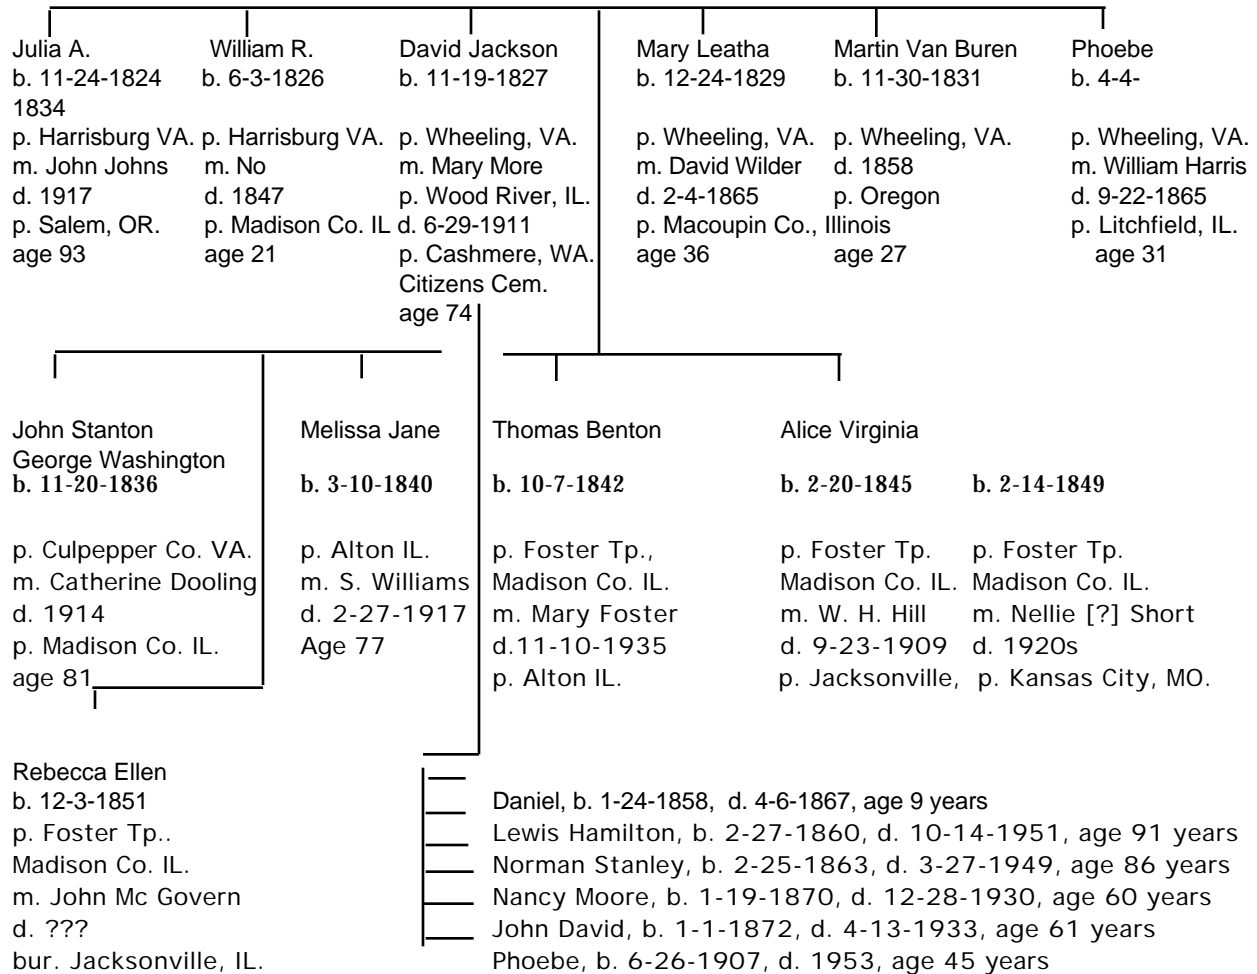 Julia A. William R. David Jackson Mary Leatha Martin Van Buren Phoebe
b. 11-24-1824 b. 6-3-1826 b. 11-19-1827 b. 12-24-1829 b. 11-30-1831 b. 4-4-
1834
p. Harrisburg VA. p. Harrisburg VA. p. Wheeling, VA. p. Wheeling, VA. p. Wheeling, VA. p. Wheeling, VA.
m. John Johns m. No m. Mary More m. David Wilder d. 1858 m. William Harris
d. 1917 d. 1847 p. Wood River, IL. d. 2-4-1865 p. Oregon d. 9-22-1865
p. Salem, OR. p. Madison Co. IL d. 6-29-1911 p. Macoupin Co., Illinois p. Litchfield, IL.
age 93 age 21 p. Cashmere, WA. age 36 age 27 age 31
Citizens Cem.
age 74
John Stanton Melissa Jane Thomas Benton Alice Virginia
George Washington
b. 11-20-1836 b. 3-10-1840 b. 10-7-1842 b. 2-20-1845 b. 2-14-1849
p. Culpepper Co. VA. p. Alton IL. p. Foster Tp., p. Foster Tp. p. Foster Tp.
m. Catherine Dooling m. S. Williams Madison Co. IL. Madison Co. IL. Madison Co. IL.
d. 1914 d. 2-27-1917 m. Mary Foster m. W. H. Hill m. Nellie [?] Short
p. Madison Co. IL. Age 77 d.11-10-1935 d. 9-23-1909 d. 1920s
age 81 p. Alton IL. p. Jacksonville, p. Kansas City, MO.
Rebecca Ellen
b. 12-3-1851 Daniel, b. 1-24-1858, d. 4-6-1867, age 9 years
p. Foster Tp.. Lewis Hamilton, b. 2-27-1860, d. 10-14-1951, age 91 years
Madison Co. IL. Norman Stanley, b. 2-25-1863, d. 3-27-1949, age 86 years
m. John Mc Govern Nancy Moore, b. 1-19-1870, d. 12-28-1930, age 60 years
d. ??? John David, b. 1-1-1872, d. 4-13-1933, age 61 years
bur. Jacksonville, IL. Phoebe, b. 6-26-1907, d. 1953, age 45 years